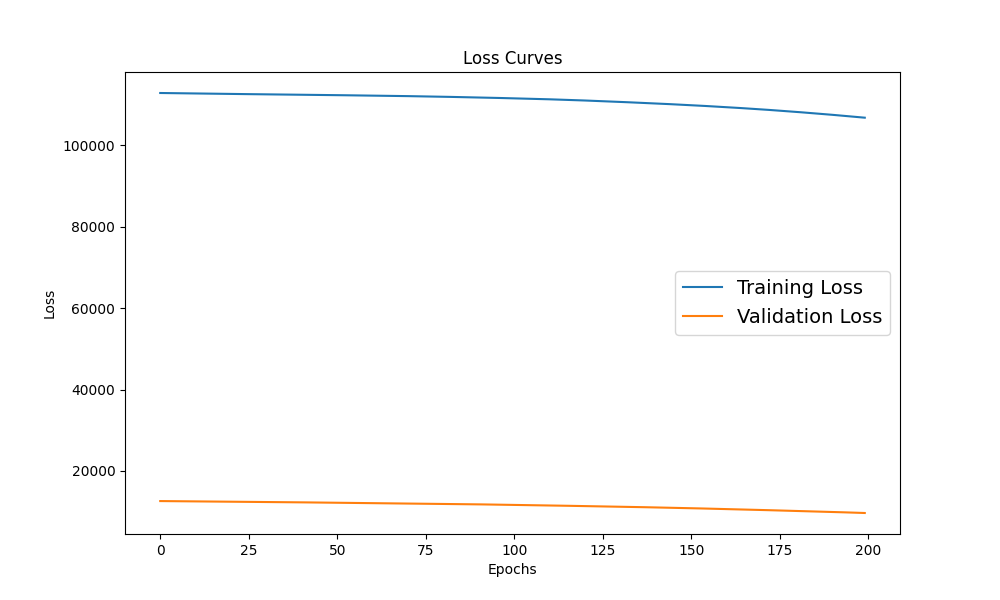 Loss Curves
100000
80000
60000
40000
20000
Loss
Training Loss
Validation Loss
0 25 50 75 100 125 150 175 200
Epochs